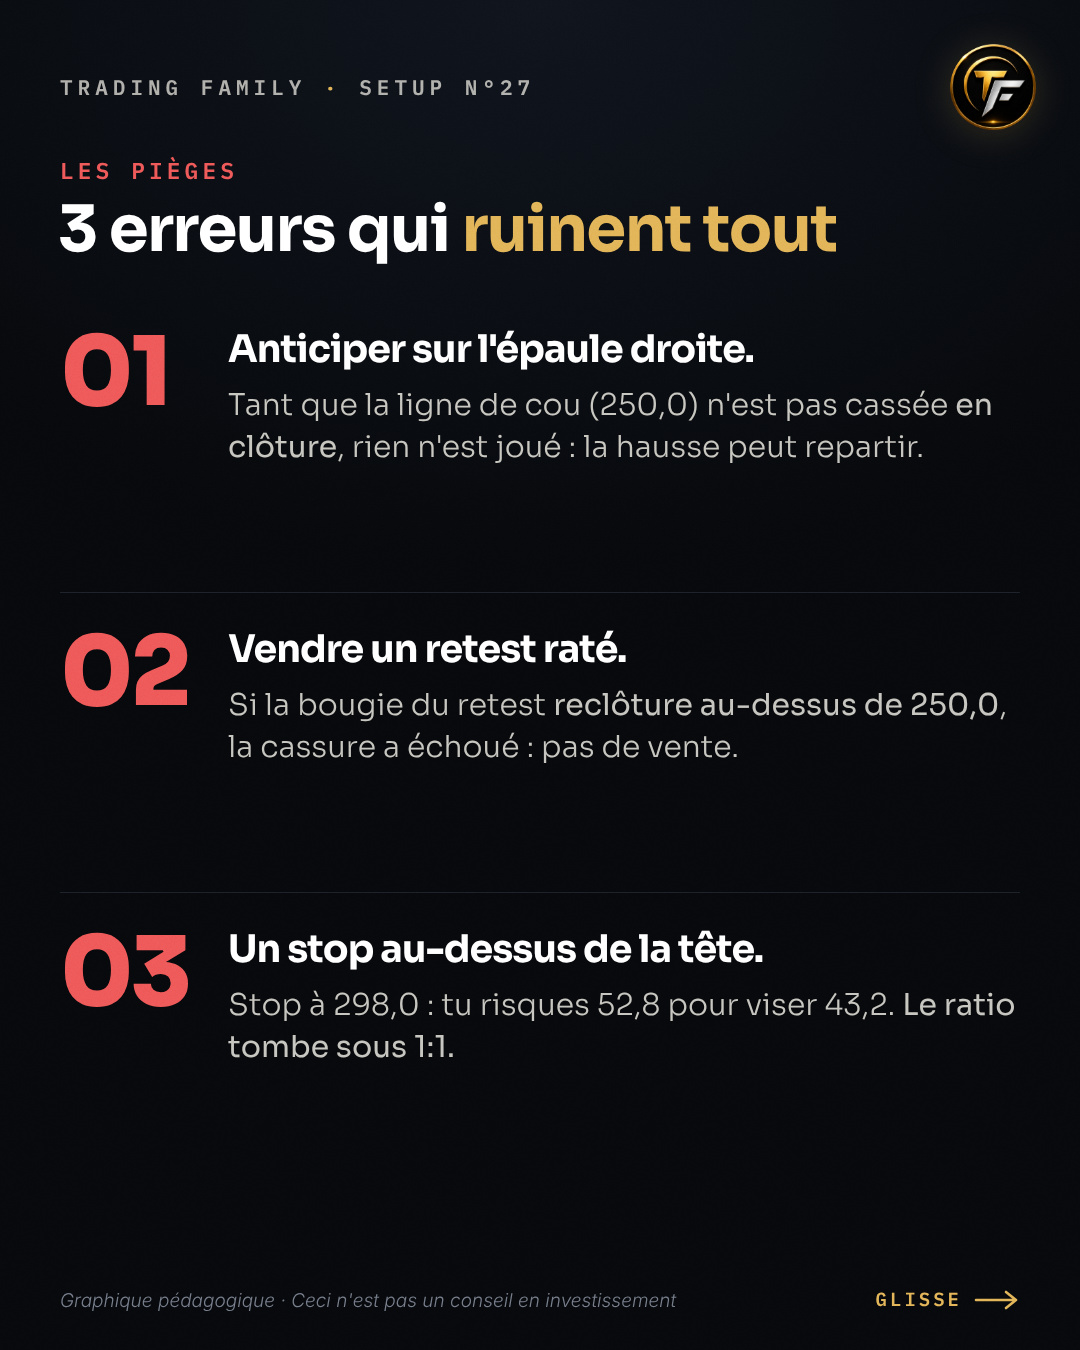 TRADING FAMILY · SETUP N°27
TF
LES PIÈGES
3 erreurs qui ruinent tout
01
Anticiper sur l'épaule droite.
Tant que la ligne de cou (250,0) n'est pas cassée en
clôture, rien n'est joué : la hausse peut repartir.
02
Vendre un retest raté.
Si la bougie du retest reclôture au-dessus de 250,0,
la cassure a échoué : pas de vente.
03
Un stop au-dessus de la tête.
Stop à 298,0 : tu risques 52,8 pour viser 43,2. Le ratio
tombe sous 1:1.
Graphique pédagogique · Ceci n'est pas un conseil en investissement
GLISSE →